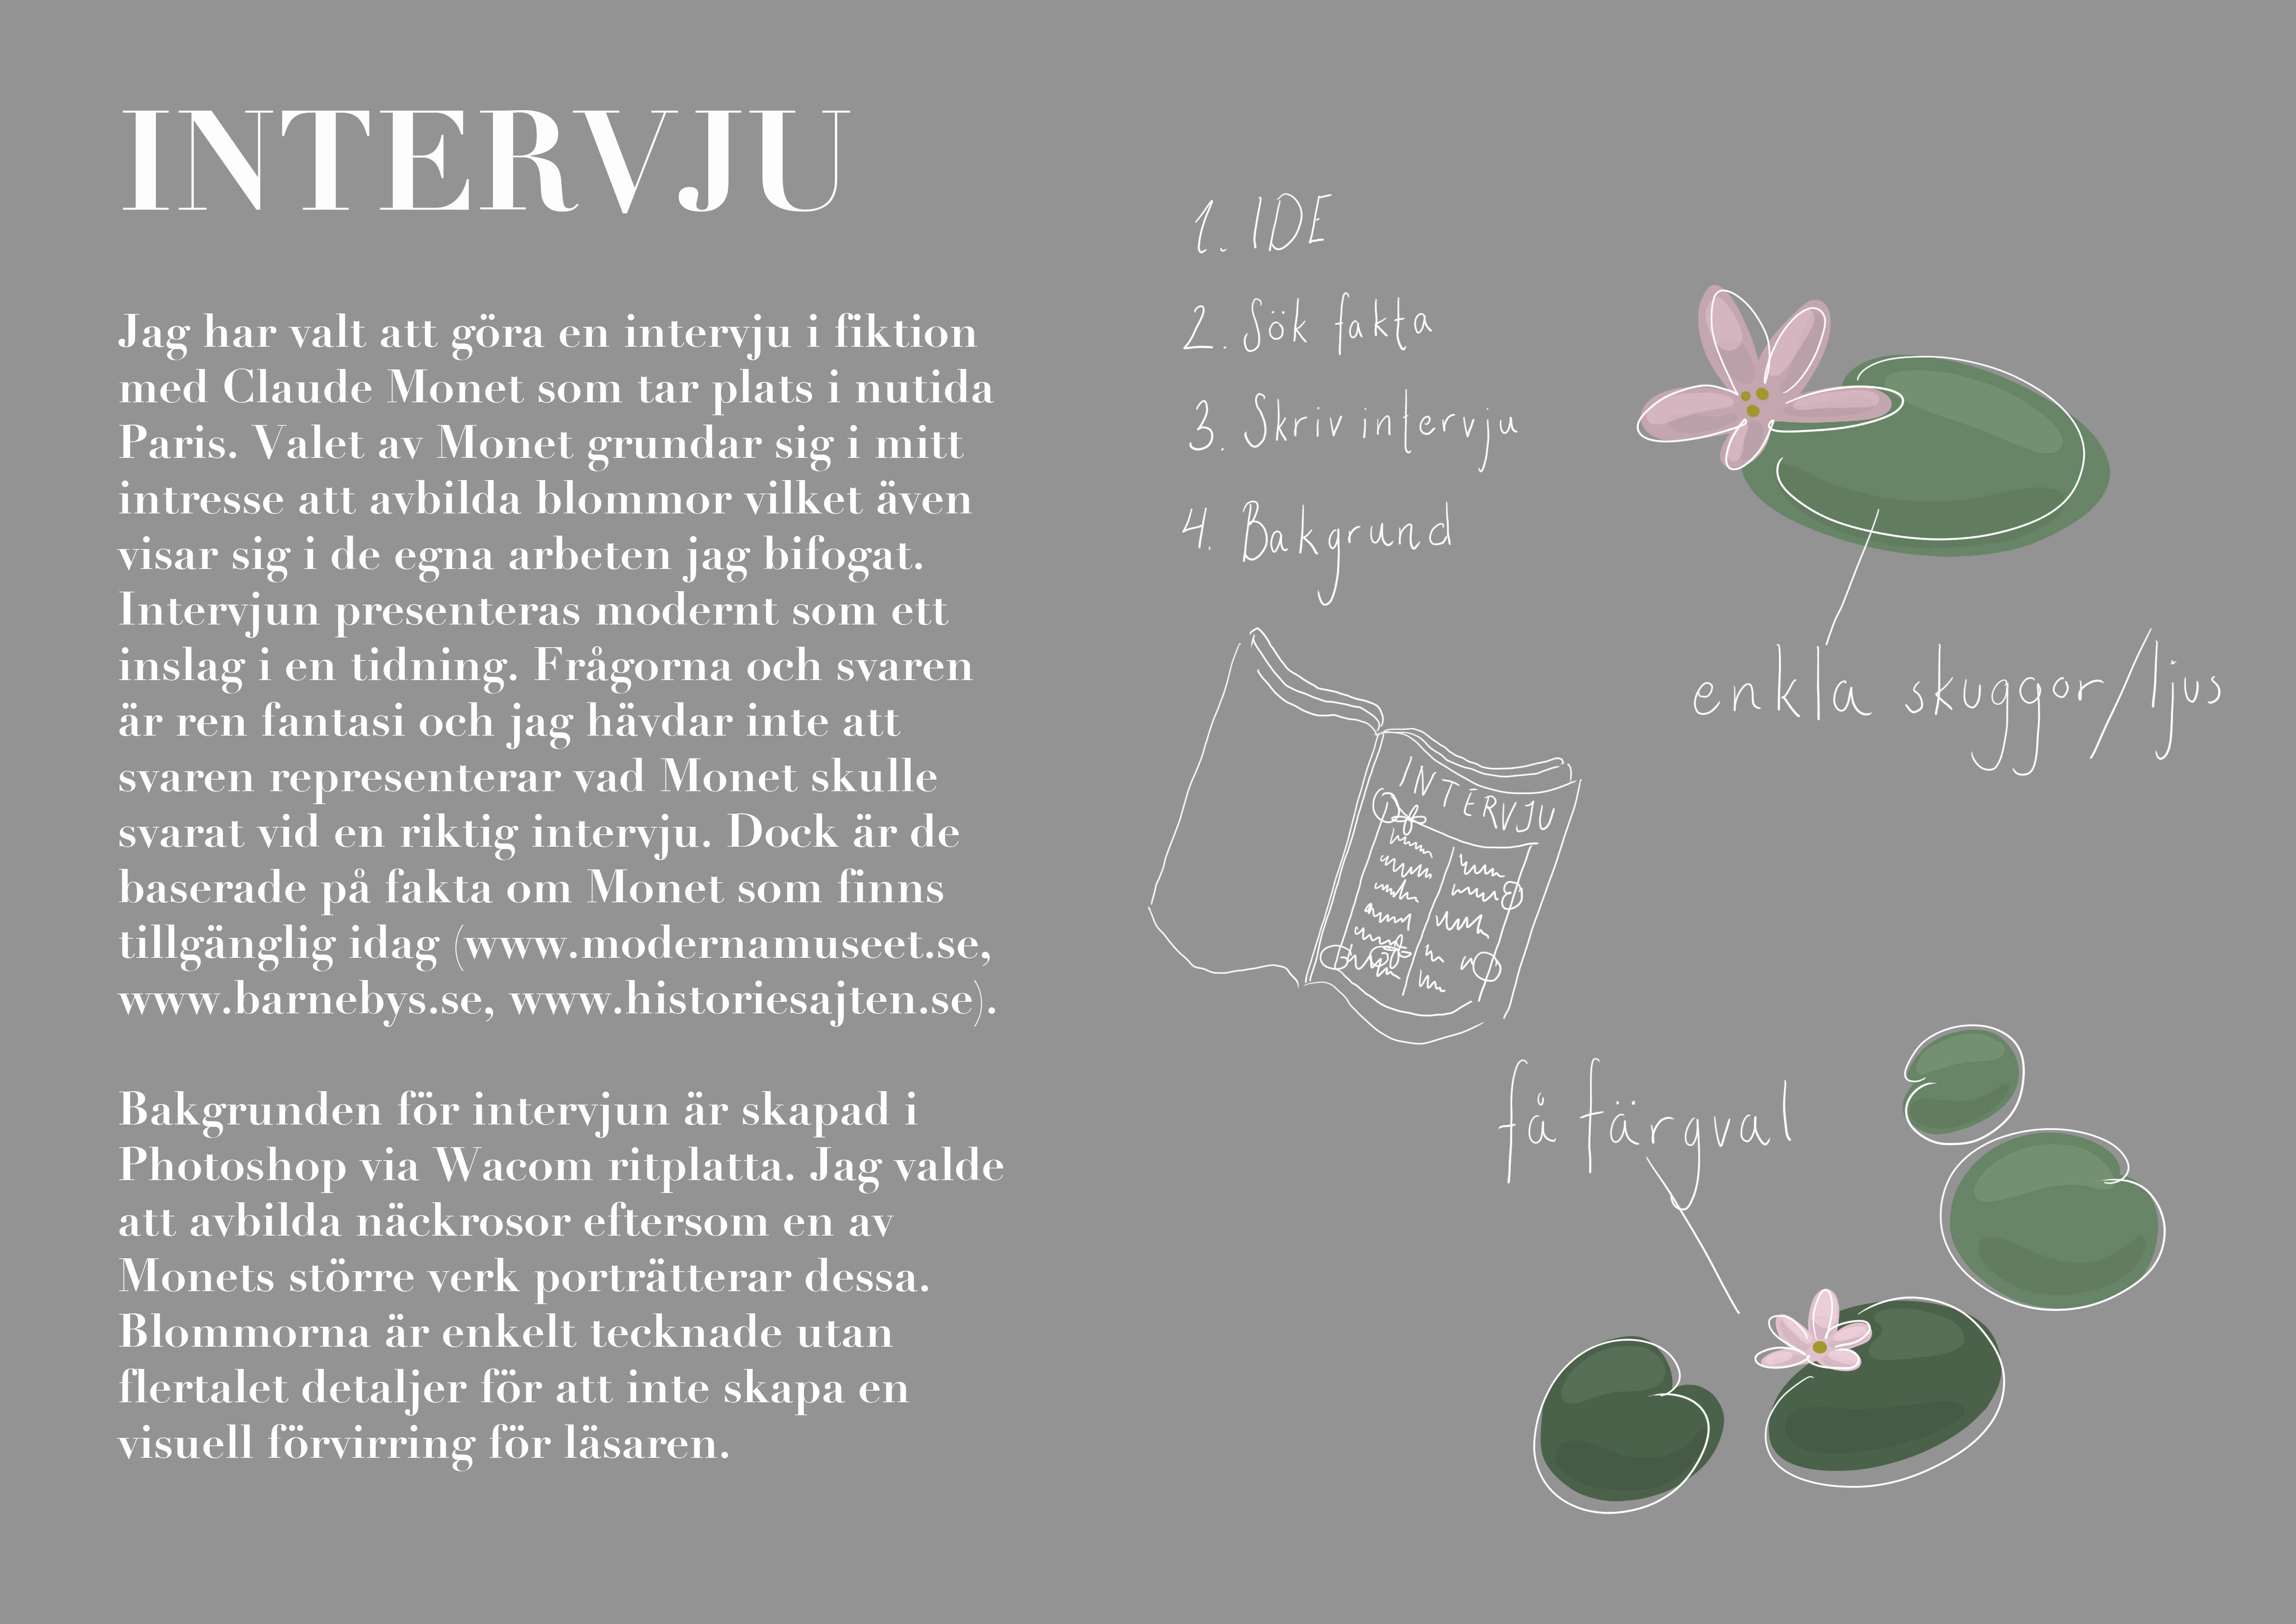 INTERVJU
Jag har valt att göra en intervju i fiktion
med Claude Monet som tar plats i nutida
Paris. Valet av Monet grundar sig i mitt
intresse att avbilda blommor vilket även
visar sig i de egna arbeten jag bifogat.
Intervjun presenteras modernt som ett
inslag i en tidning. Frågorna och svaren
är ren fantasi och jag hävdar inte att
svaren representerar vad Monet skulle
svarat vid en riktig intervju. Dock är de
baserade på fakta om Monet som finns
tillgänglig idag (www.modernamuseet.se,
www.barnebys.se, www.historiesajten.se).
Bakgrunden för intervjun är skapad i
Photoshop via Wacom ritplatta. Jag valde
att avbilda näckrosor eftersom en av
Monets större verk porträtterar dessa.
Blommorna är enkelt tecknade utan
flertalet detaljer för att inte skapa en
visuell förvirring för läsaren.
1. IDE
2. Sök fakta
3. Skriv intervju
4. Bakgrund
enkla skuggor/ljus
INTERVJU
få färgval